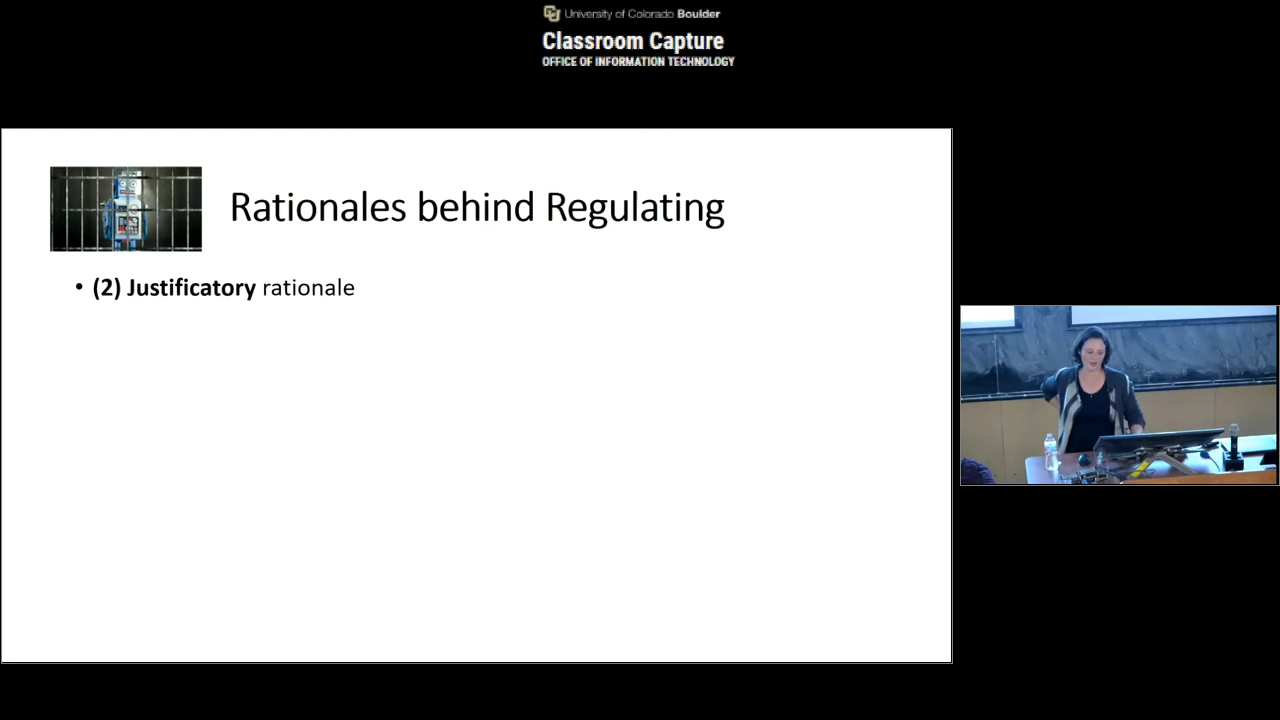 University of Colorado Boulder
Classroom Capture
OFFICE OF INFORMATION TECHNOLOGY
Rationales behind Regulating
• (2) Justificatory rationale